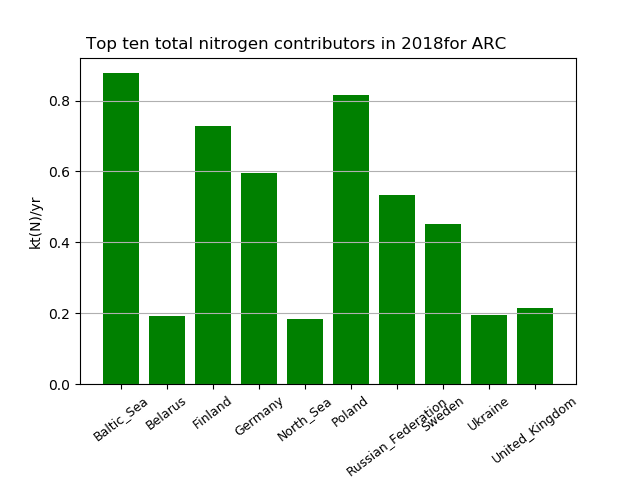 Top ten total nitrogen contributors in 2018for ARC
kt(N)/yr
0.8
0.6
0.4
0.2
0.0
Baltic_Sea
Belarus
Finland
Germany
North_Sea
Poland
Russian_Federation
Sweden
Ukraine
United_Kingdom